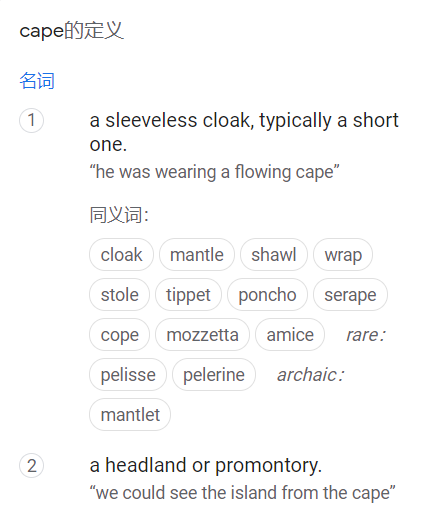 cape的定义
名词
1 a sleeveless cloak, typically a short
one.
“he was wearing a flowing cape”
同义词：
cloak mantle shawl wrap
stole tippet poncho serape
cope mozzetta amice rare：
pelisse pelerine archaic：
mantlet
2 a headland or promontory.
“we could see the island from the cape”